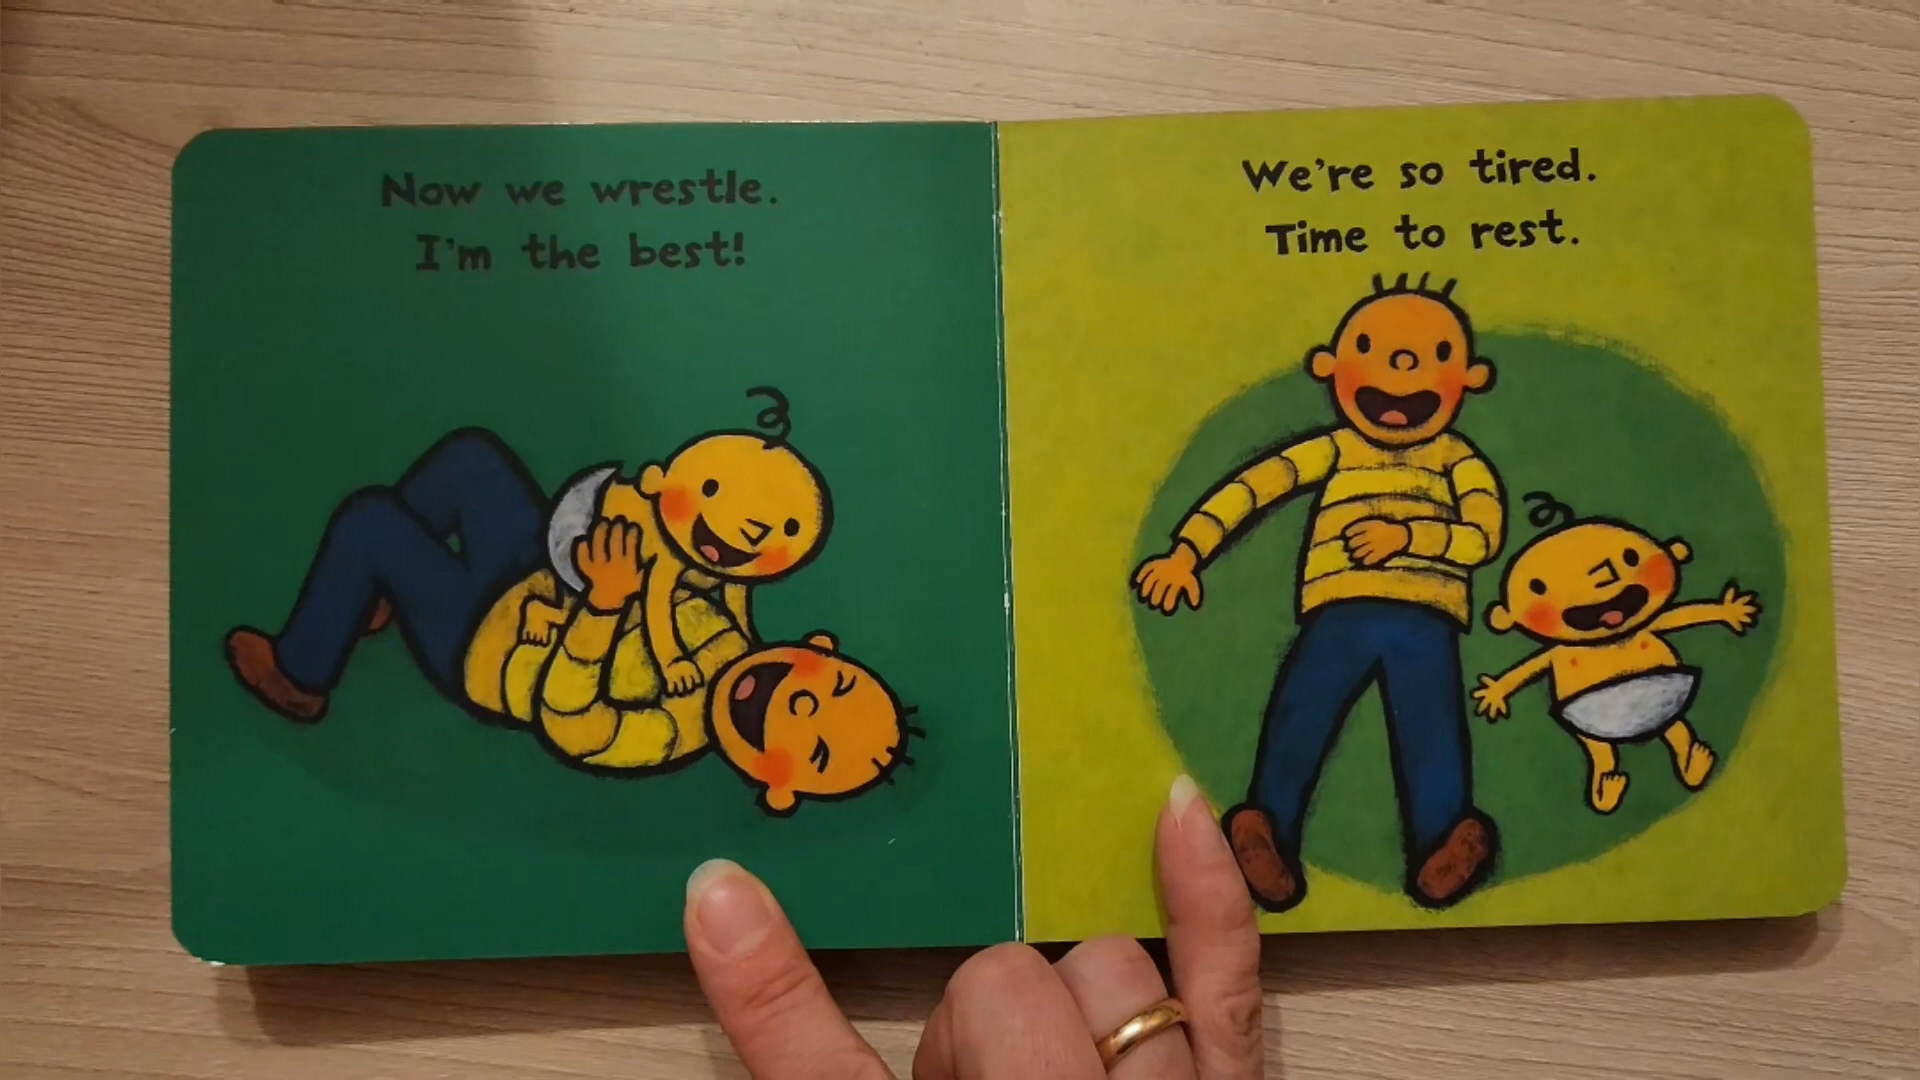 Now we wrestle.
I'm the best!
We're so tired.
Time to rest.